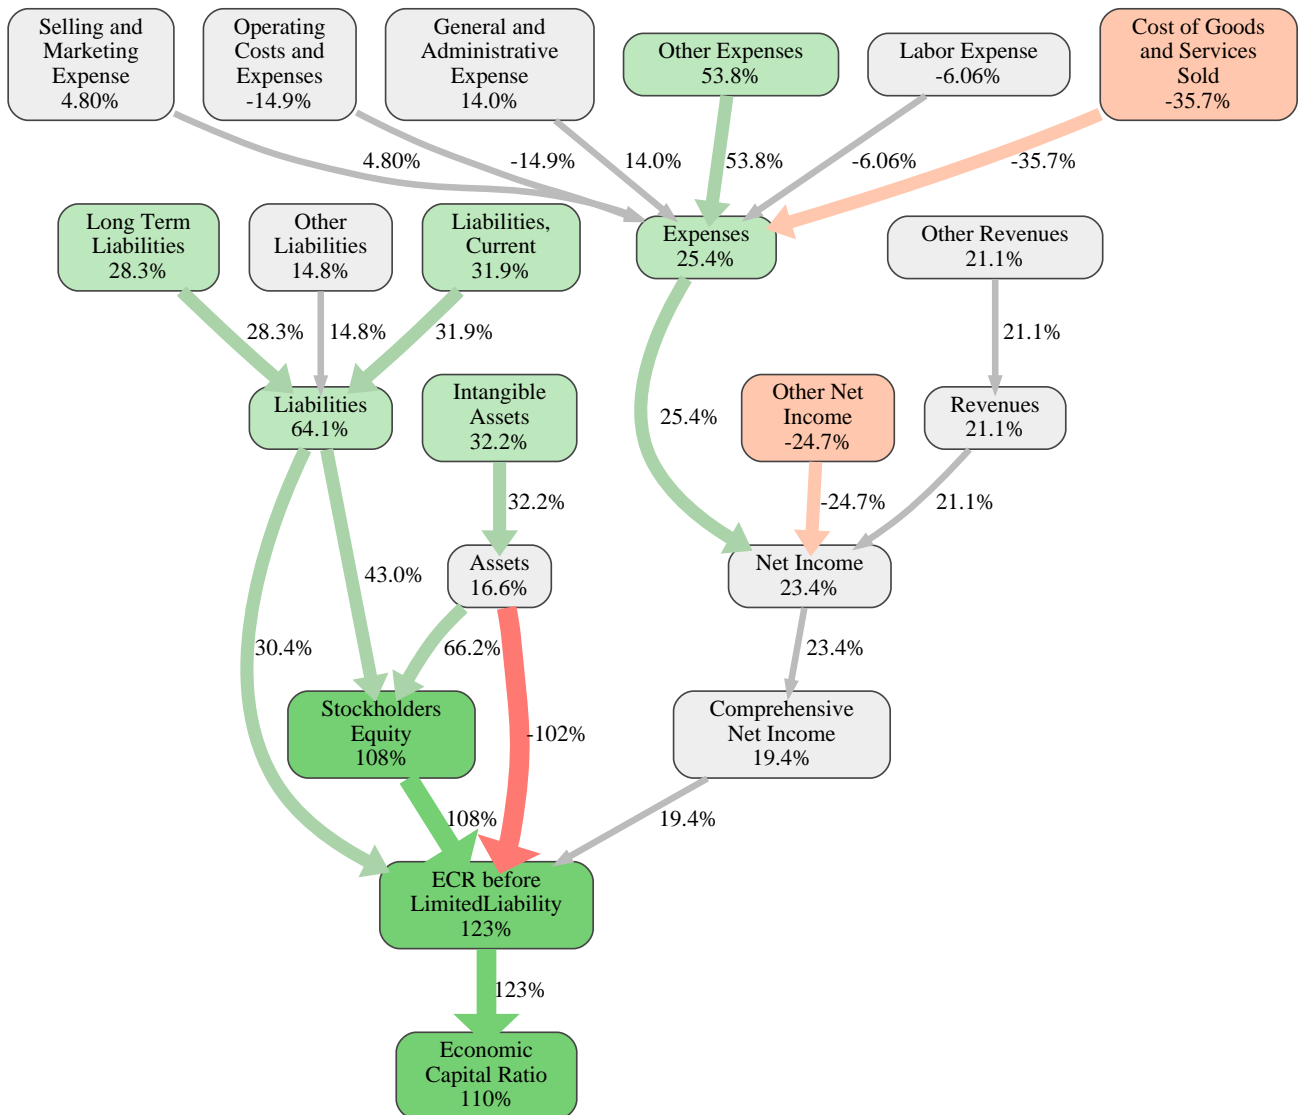 Selling and
Marketing
Expense
4.80%
Operating
Costs and
Expenses
-14.9%
General and
Administrative
Expense
14.0%
Other Expenses
53.8%
Labor Expense
-6.06%
Cost of Goods
and Services
Sold
-35.7%
4.80%
-14.9%
14.0%
53.8%
-6.06%
-35.7%
Long Term
Liabilities
28.3%
Other
Liabilities
14.8%
Liabilities,
Current
31.9%
Expenses
25.4%
Other Revenues
21.1%
28.3%
14.8%
31.9%
21.1%
Liabilities
64.1%
Intangible
Assets
32.2%
25.4%
Other Net
Income
-24.7%
Revenues
21.1%
32.2%
-24.7%
21.1%
43.0%
Assets
16.6%
Net Income
23.4%
30.4%
66.2%
23.4%
Stockholders
Equity
108%
-102%
Comprehensive
Net Income
19.4%
108%
19.4%
ECR before
LimitedLiability
123%
123%
Economic
Capital Ratio
110%